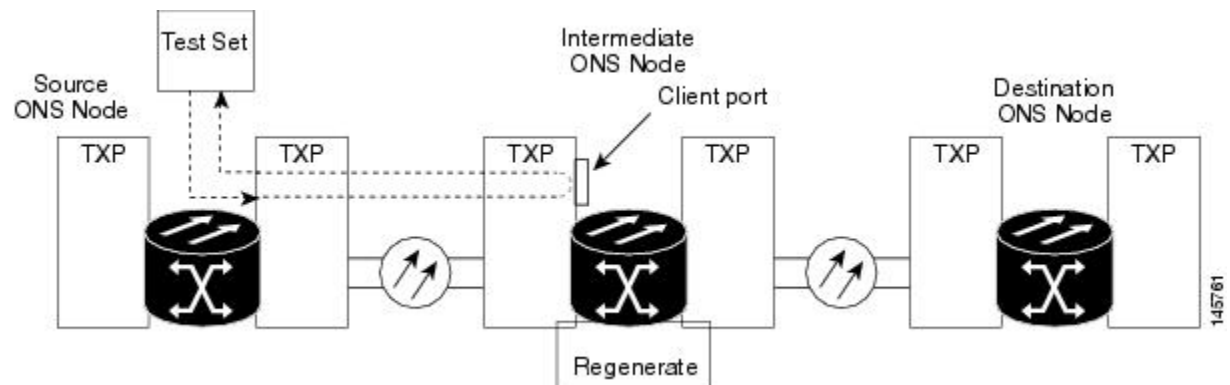 Test Set
Source
ONS Node
Intermediate
ONS Node
Client port
Destination
ONS Node
TXP
TXP
TXP
TXP
TXP
TXP
Regenerate
145761